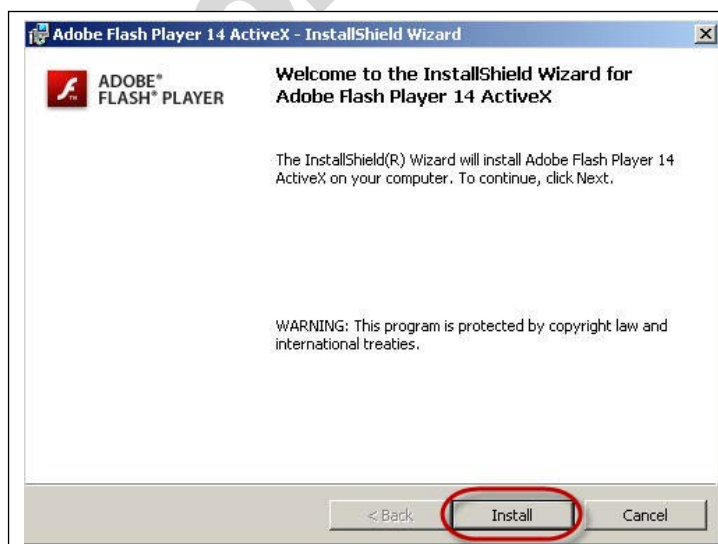 Adobe Flash Player 14 ActiveX - InstallShield Wizard
ADOBE®
FLASH® PLAYER
Welcome to the InstallShield Wizard for
Adobe Flash Player 14 ActiveX
The InstallShield(R) Wizard will install Adobe Flash Player 14
ActiveX on your computer. To continue, click Next.
WARNING: This program is protected by copyright law and
international treaties.
< Back
Install
Cancel